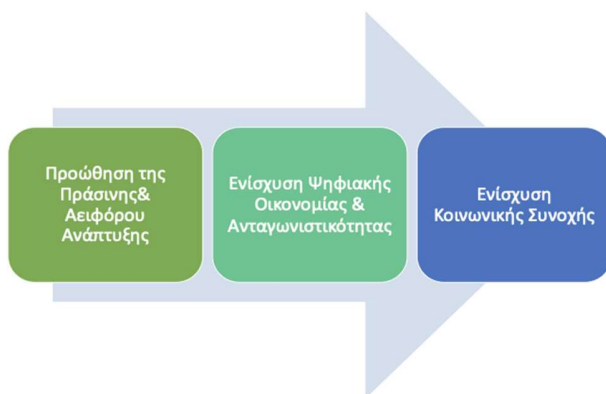 Προώθηση της
Πράσινης&
Αειφόρου
Ανάπτυξης
Ενίσχυση Ψηφιακής
Οικονομίας &
Ανταγωνιστικότητας
Ενίσχυση
Κοινωνικής Συνοχής